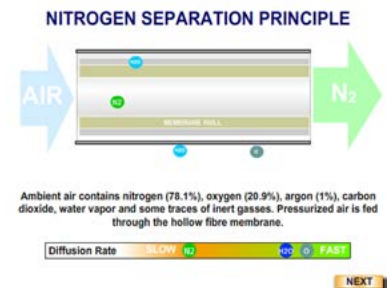 NITROGEN SEPARATION PRINCIPLE
AIR
N2
N2
MEMBRANE WALL
Ambient air contains nitrogen (78.1%), oxygen (20.9%), argon (1%), carbon
dioxide, water vapor and some traces of inert gasses. Pressurized air is fed
through the hollow fibre membrane.
Diffusion Rate SLOW N2 H2O FAST
NEXT